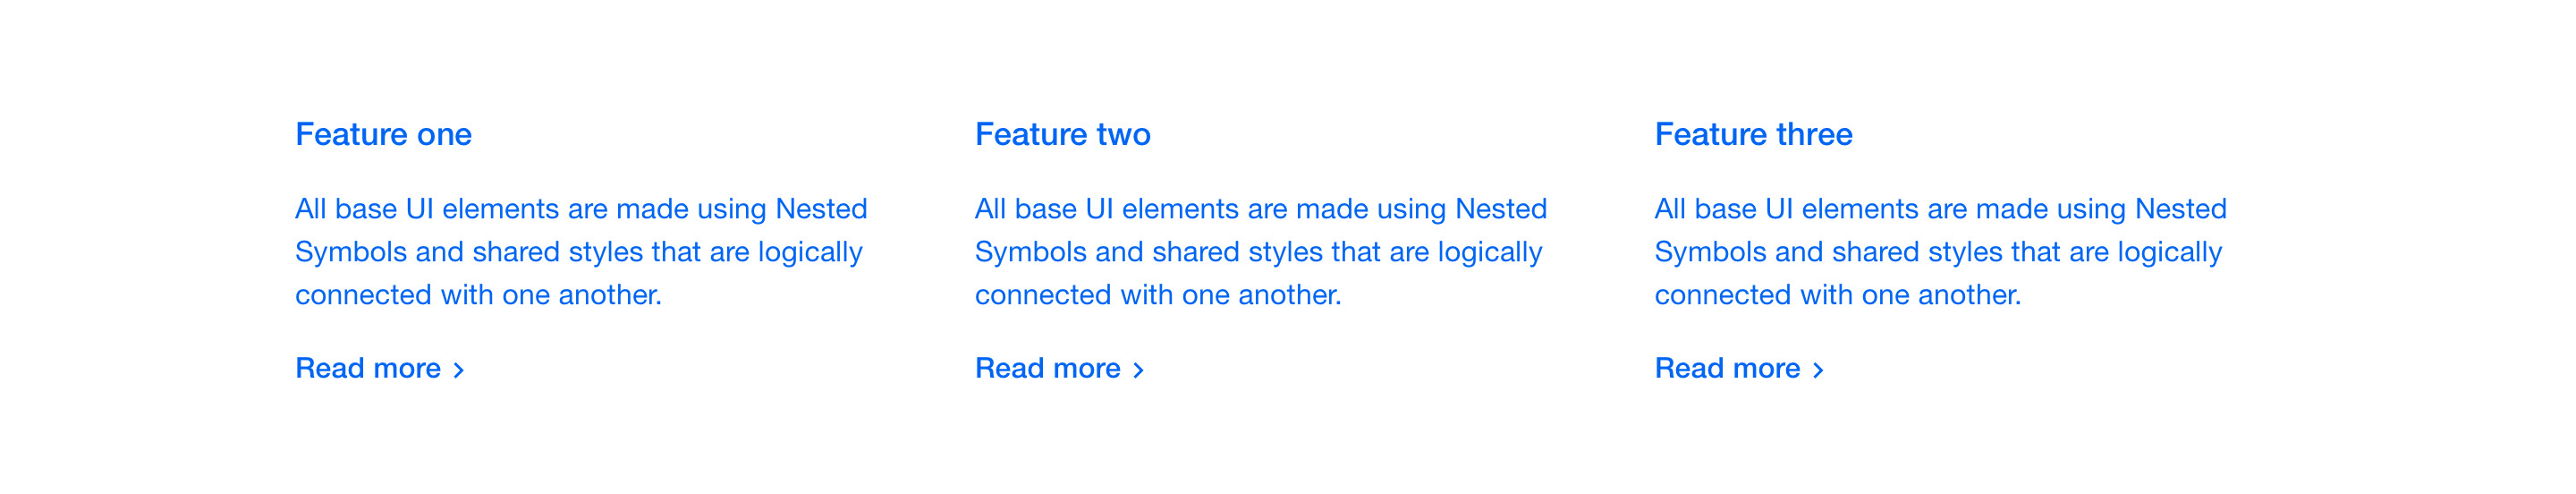 Feature one
All base UI elements are made using Nested
Symbols and shared styles that are logically
connected with one another.
Read more
Feature two
All base UI elements are made using Nested
Symbols and shared styles that are logically
connected with one another.
Read more
Feature three
All base UI elements are made using Nested
Symbols and shared styles that are logically
connected with one another.
Read more